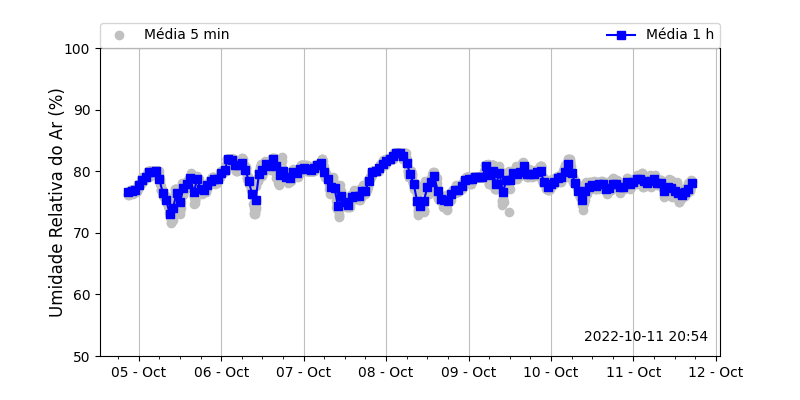 Média 5 min
Média 1 h
Umidade Relativa do Ar (%)
100
90
80
70
60
50
2022-10-11 20:54
05 - Oct
06 - Oct
07 - Oct
08 - Oct
09 - Oct
10 - Oct
11 - Oct
12 - Oct